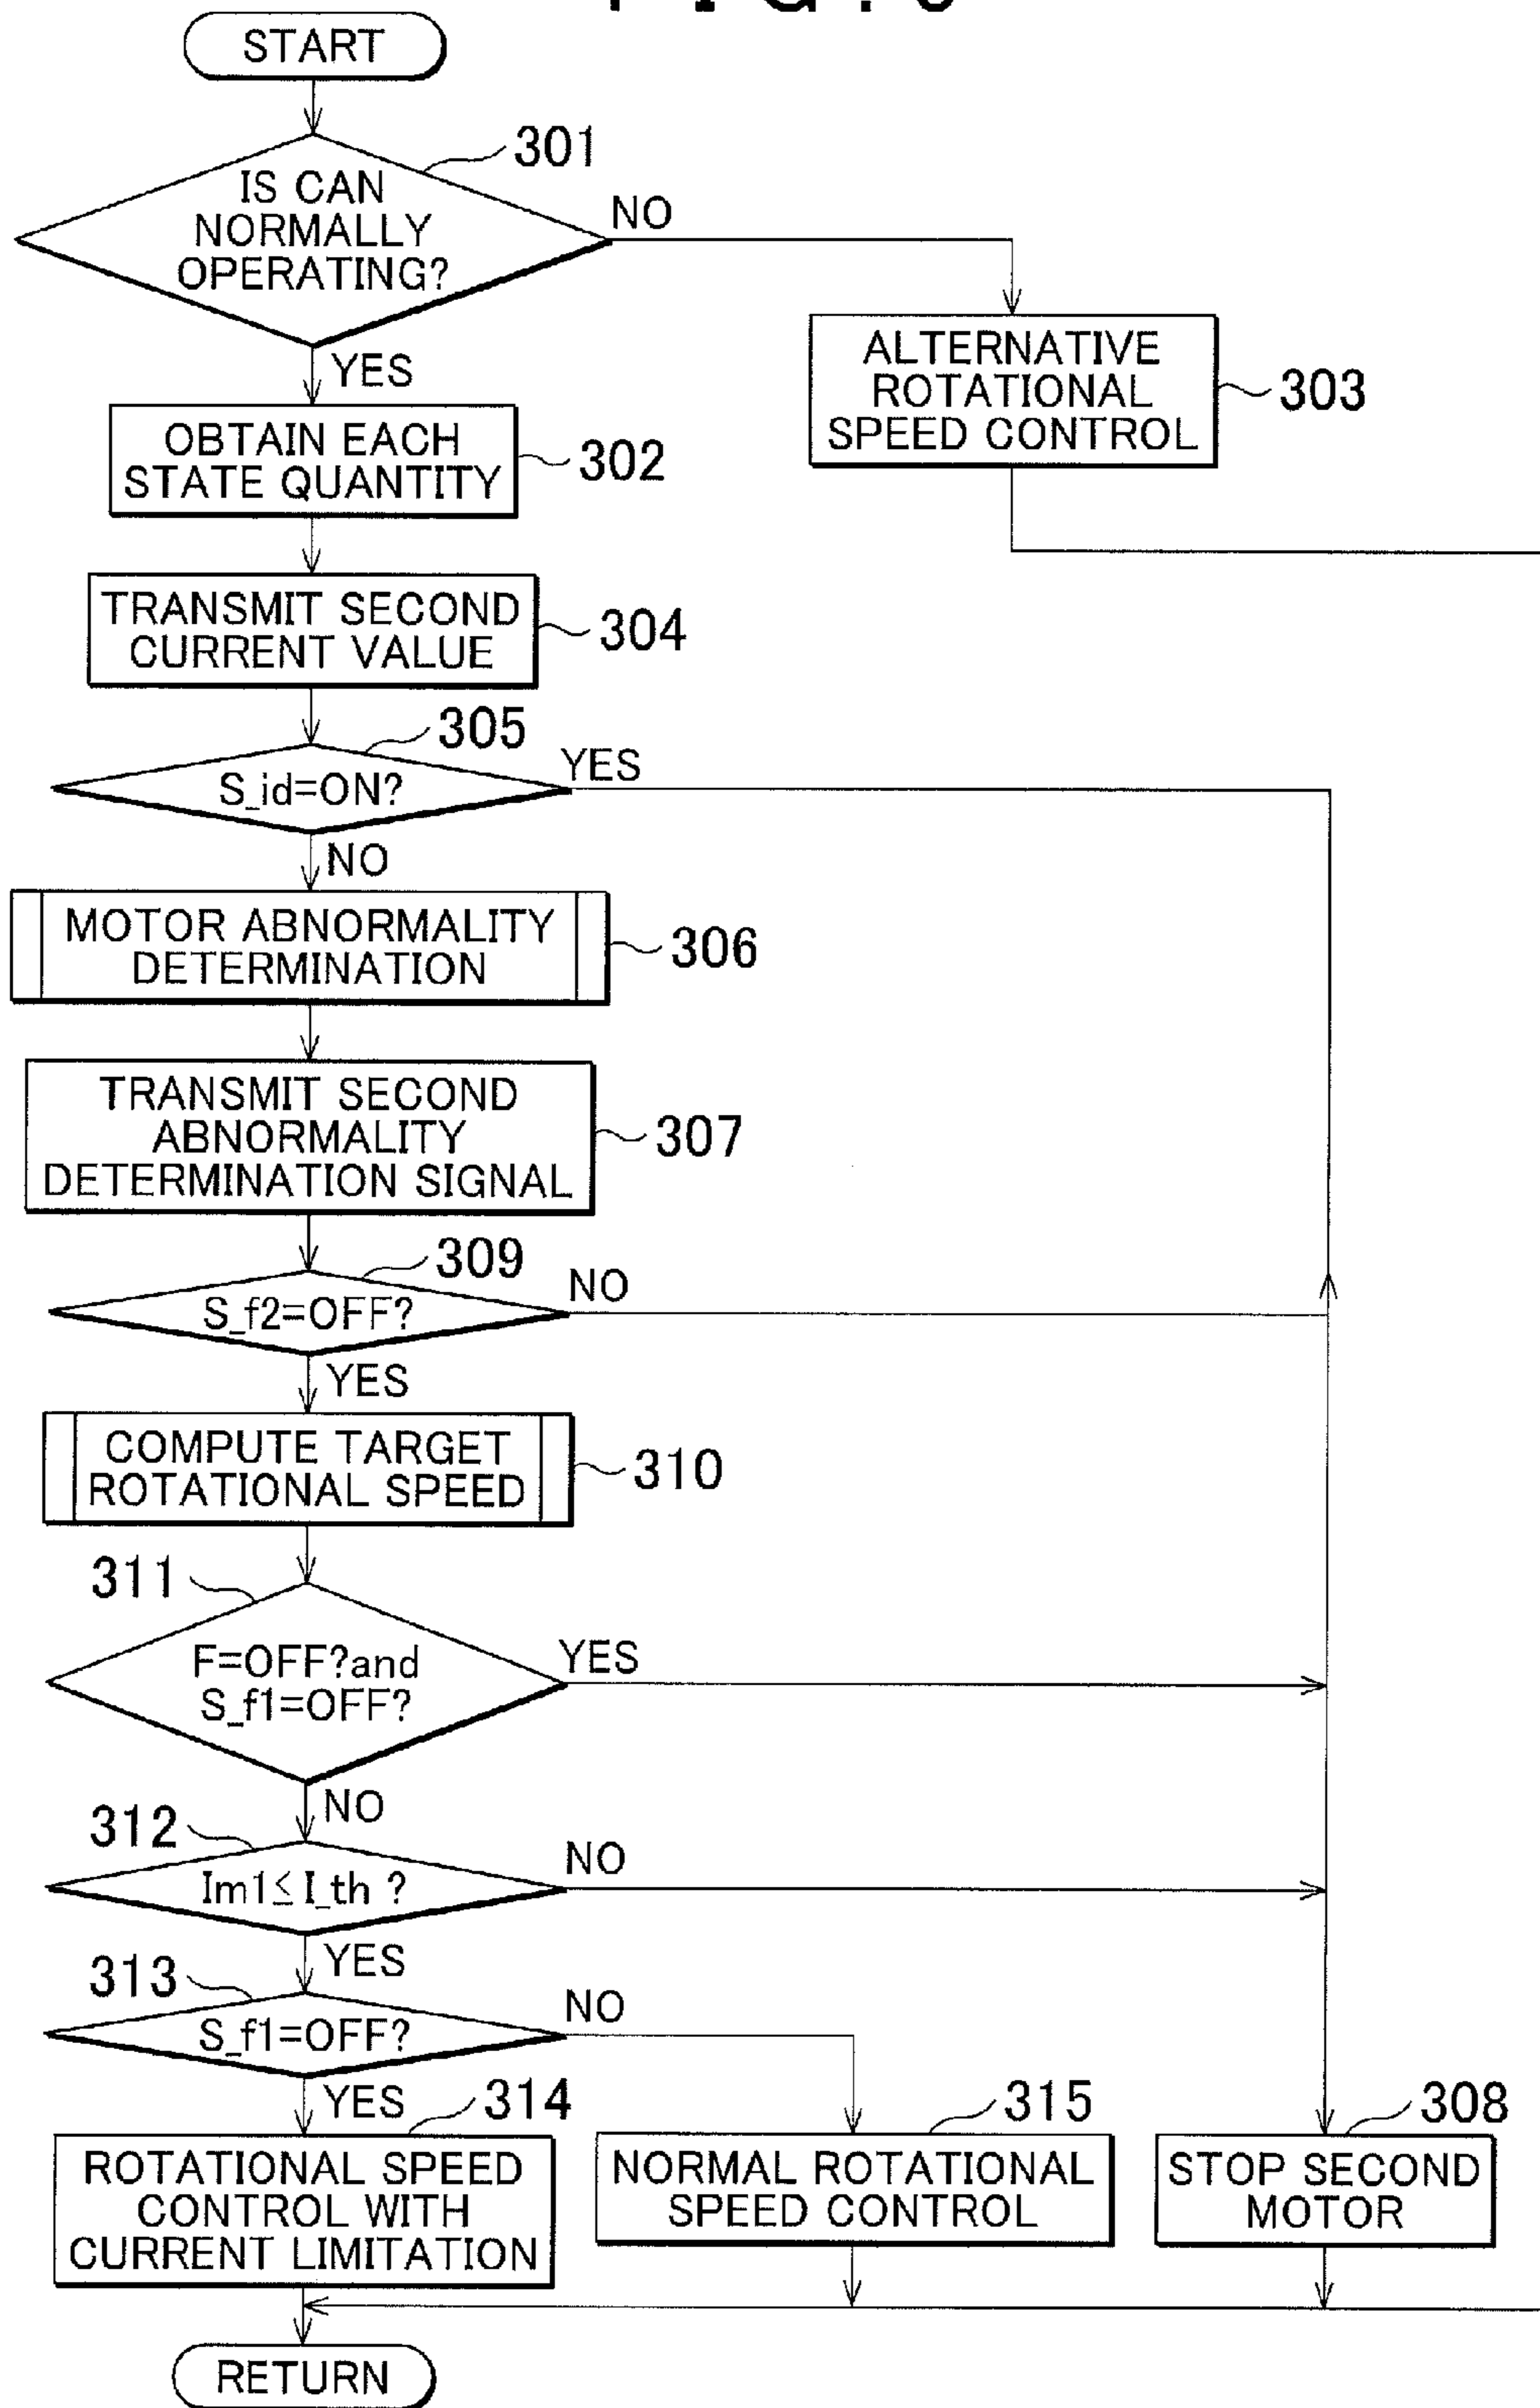 START
301
IS CAN
NORMALLY
OPERATING?
NO
YES
ALTERNATIVE
ROTATIONAL
SPEED CONTROL
303
OBTAIN EACH
STATE QUANTITY
302
TRANSMIT SECOND
CURRENT VALUE
304
305
S_id=ON?
YES
NO
MOTOR ABNORMALITY
DETERMINATION
306
TRANSMIT SECOND
ABNORMALITY
DETERMINATION SIGNAL
307
309
S_f2=OFF?
NO
YES
COMPUTE TARGET
ROTATIONAL SPEED
310
311
F=OFF?and
S_f1=OFF?
YES
NO
312
Im1≤I_th ?
NO
YES
313
S_f1=OFF?
NO
YES
314
ROTATIONAL SPEED
CONTROL WITH
CURRENT LIMITATION
315
NORMAL ROTATIONAL
SPEED CONTROL
308
STOP SECOND
MOTOR
RETURN